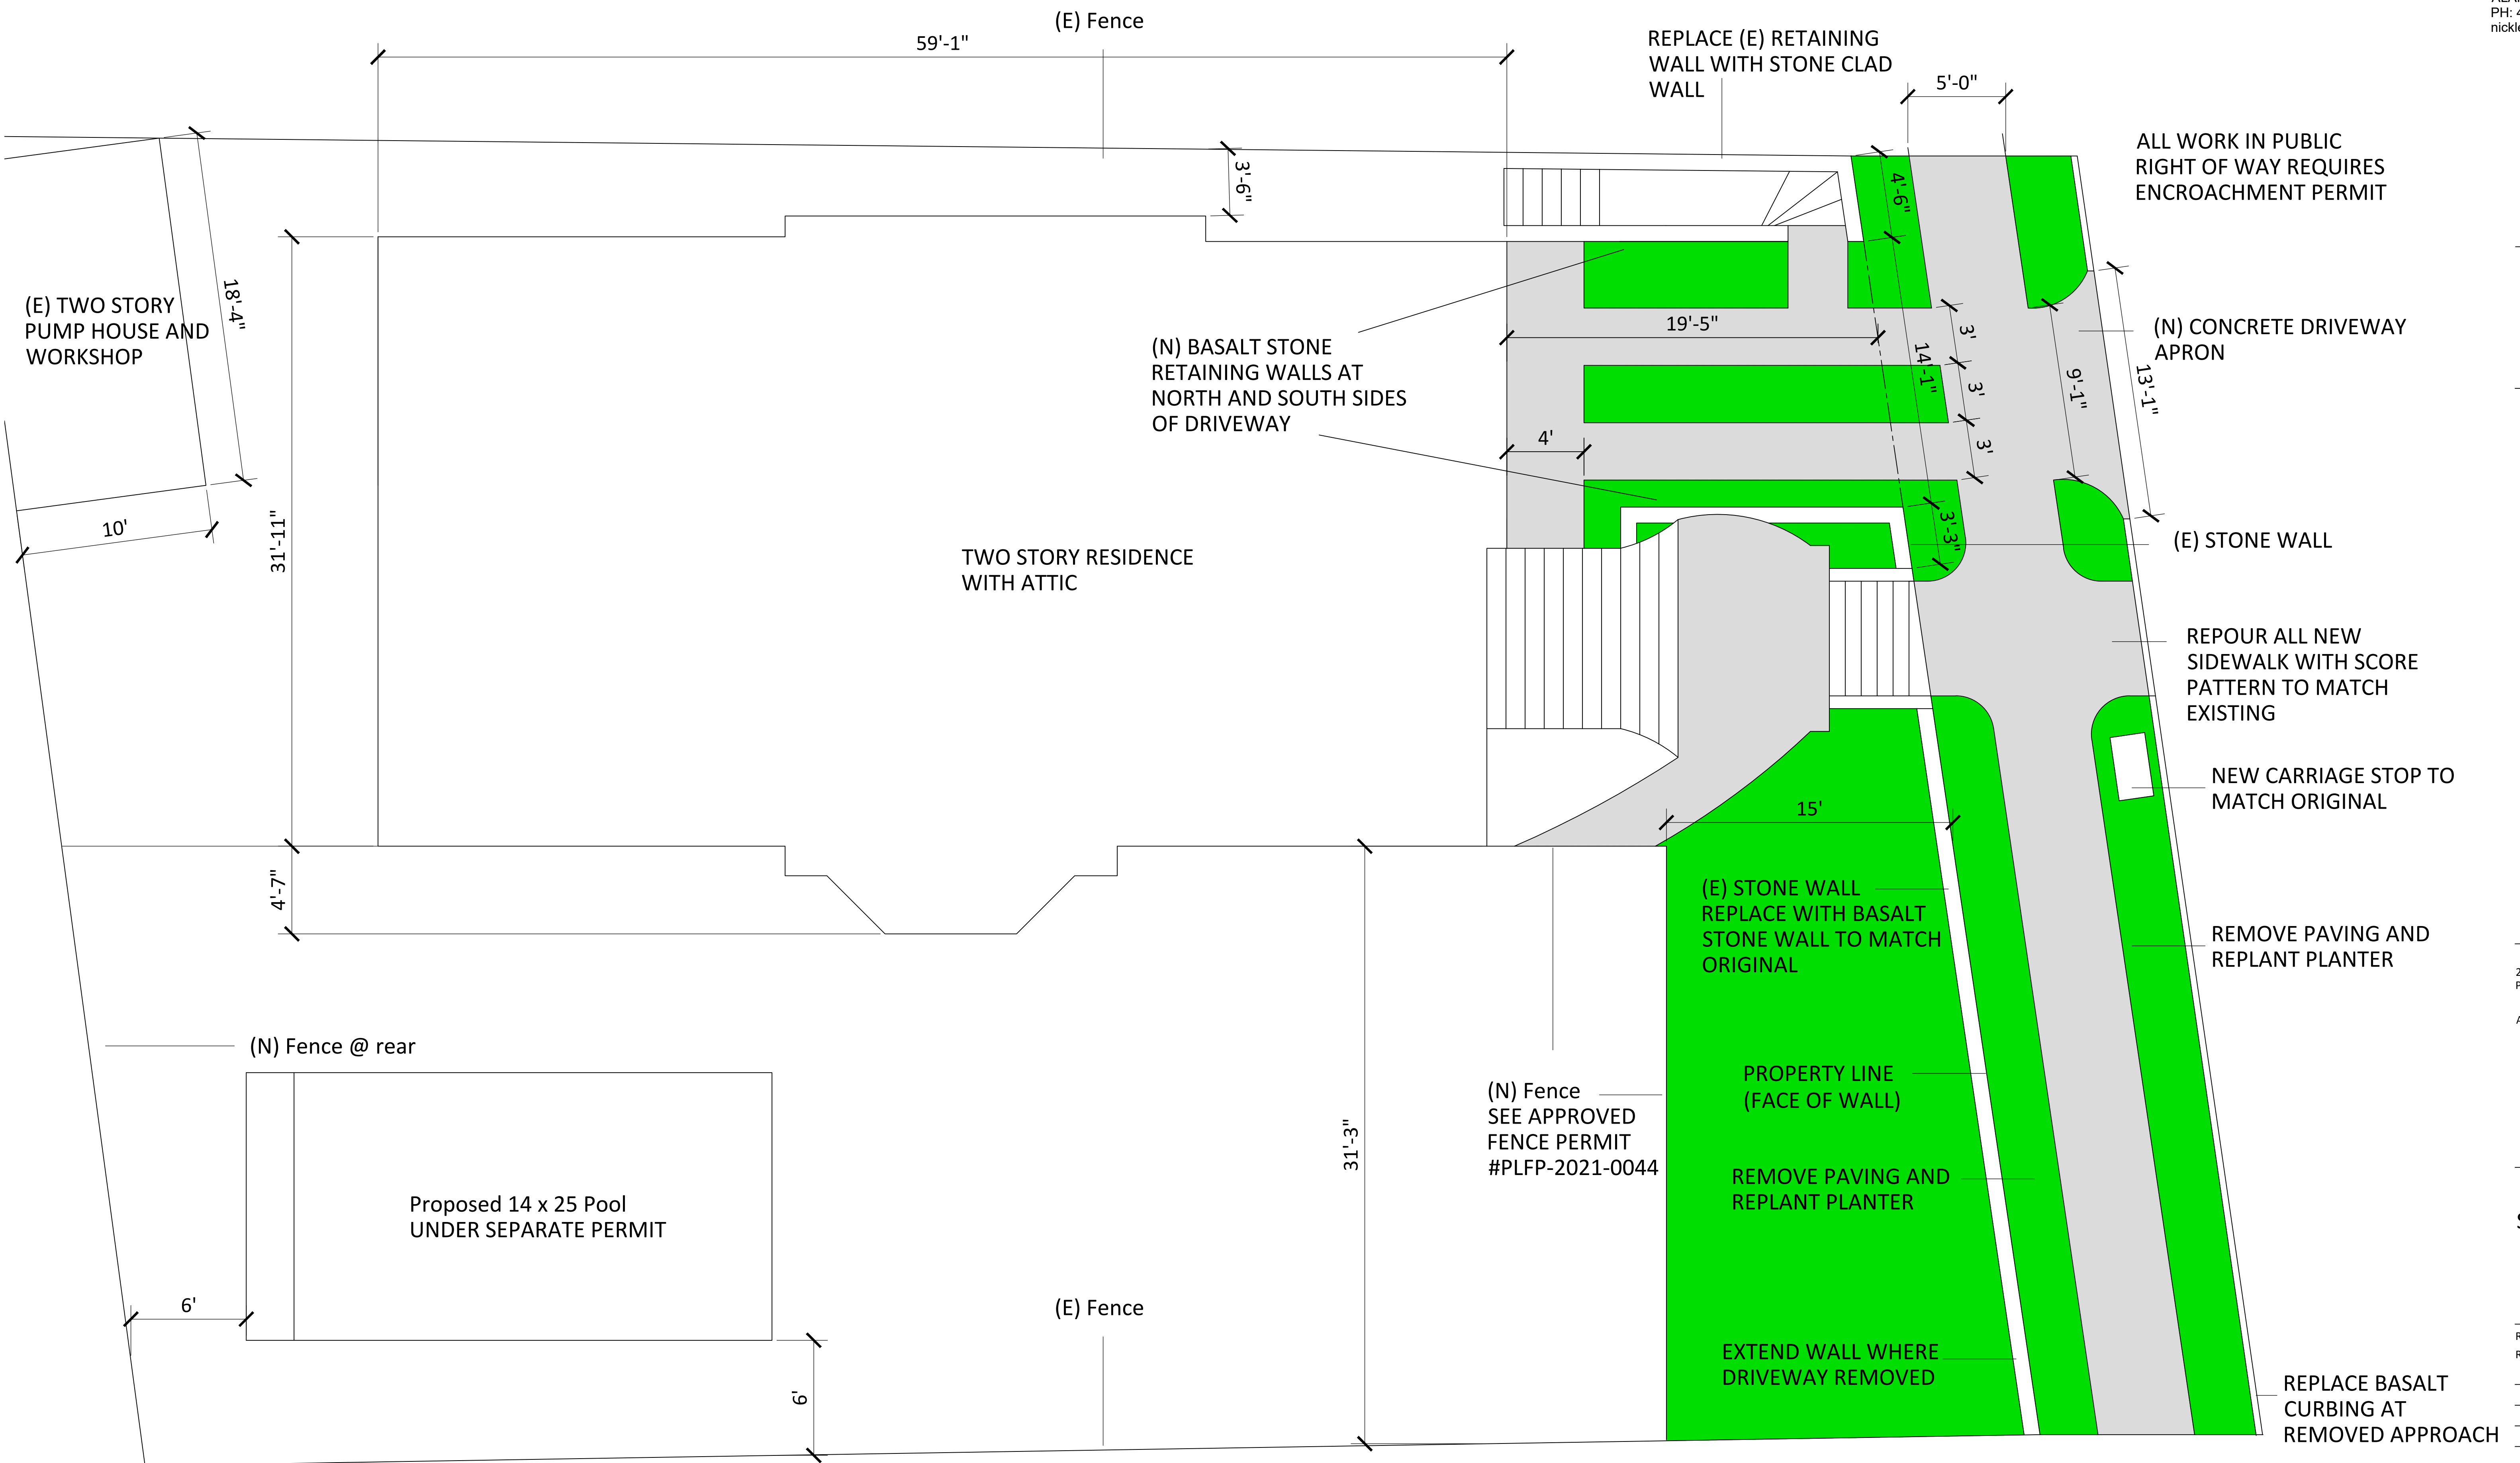 (E) Fence
59'-1"
REPLACE (E) RETAINING
WALL WITH STONE CLAD
WALL
5'-0"
PH: 4
nickle
ALL WORK IN PUBLIC
RIGHT OF WAY REQUIRES
ENCROACHMENT PERMIT
3'-6"
4'-6"
18'-4"
(E) TWO STORY
PUMP HOUSE AND
WORKSHOP
10'
31'-11"
(N) BASALT STONE
RETAINING WALLS AT
NORTH AND SOUTH SIDES
OF DRIVEWAY
19'-5"
14'-1"
3'
3'
3'
9'-1"
13'-1"
(N) CONCRETE DRIVEWAY
APRON
4'
3'-3"
(E) STONE WALL
TWO STORY RESIDENCE
WITH ATTIC
REPOUR ALL NEW
SIDEWALK WITH SCORE
PATTERN TO MATCH
EXISTING
NEW CARRIAGE STOP TO
MATCH ORIGINAL
15'
4'-7"
(E) STONE WALL
REPLACE WITH BASALT
STONE WALL TO MATCH
ORIGINAL
REMOVE PAVING AND
REPLANT PLANTER
(N) Fence @ rear
(N) Fence
SEE APPROVED
FENCE PERMIT
#PLFP-2021-0044
31'-3"
PROPERTY LINE
(FACE OF WALL)
REMOVE PAVING AND
REPLANT PLANTER
Proposed 14 x 25 Pool
UNDER SEPARATE PERMIT
6'
6'
(E) Fence
EXTEND WALL WHERE
DRIVEWAY REMOVED
REPLACE BASALT
CURBING AT
REMOVED APPROACH